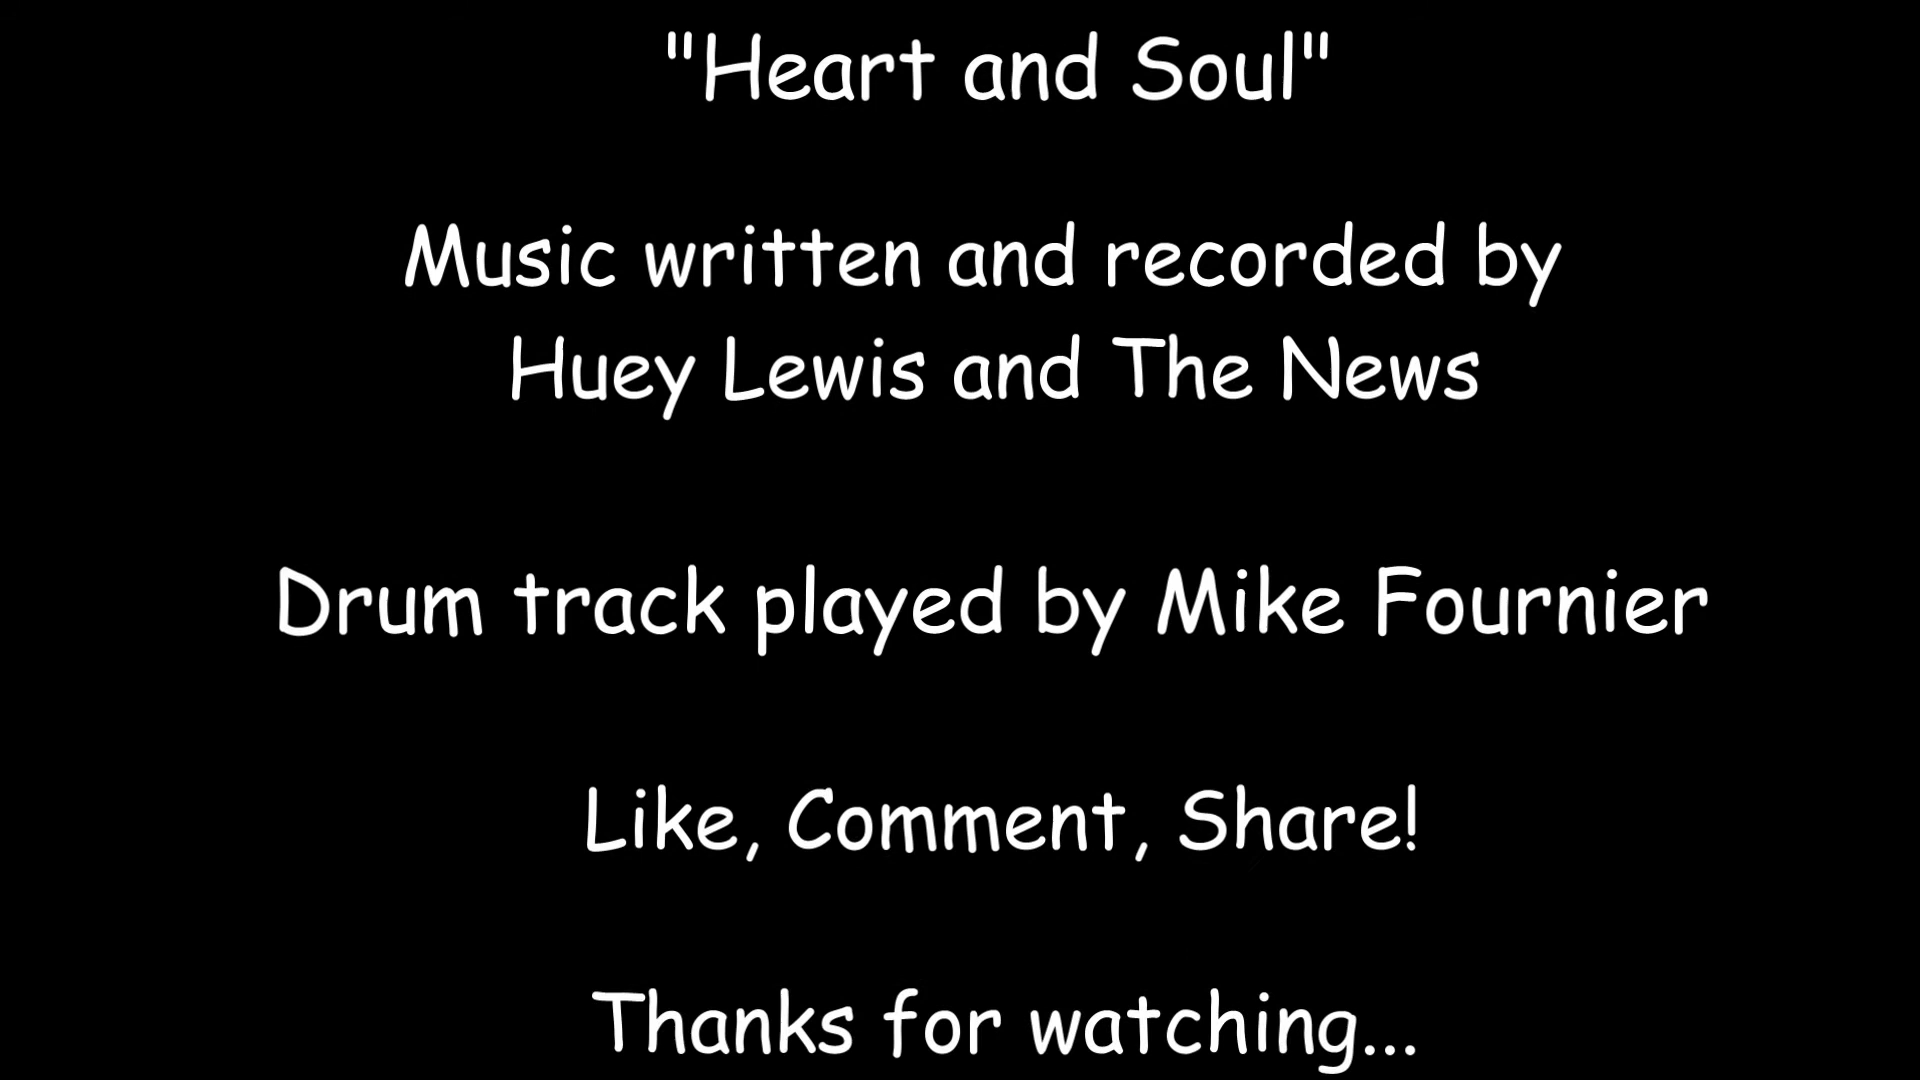 "Heart and Soul"
Music written and recorded by
Huey Lewis and The News
Drum track played by Mike Fournier
Like, Comment, Share!
Thanks for watching...